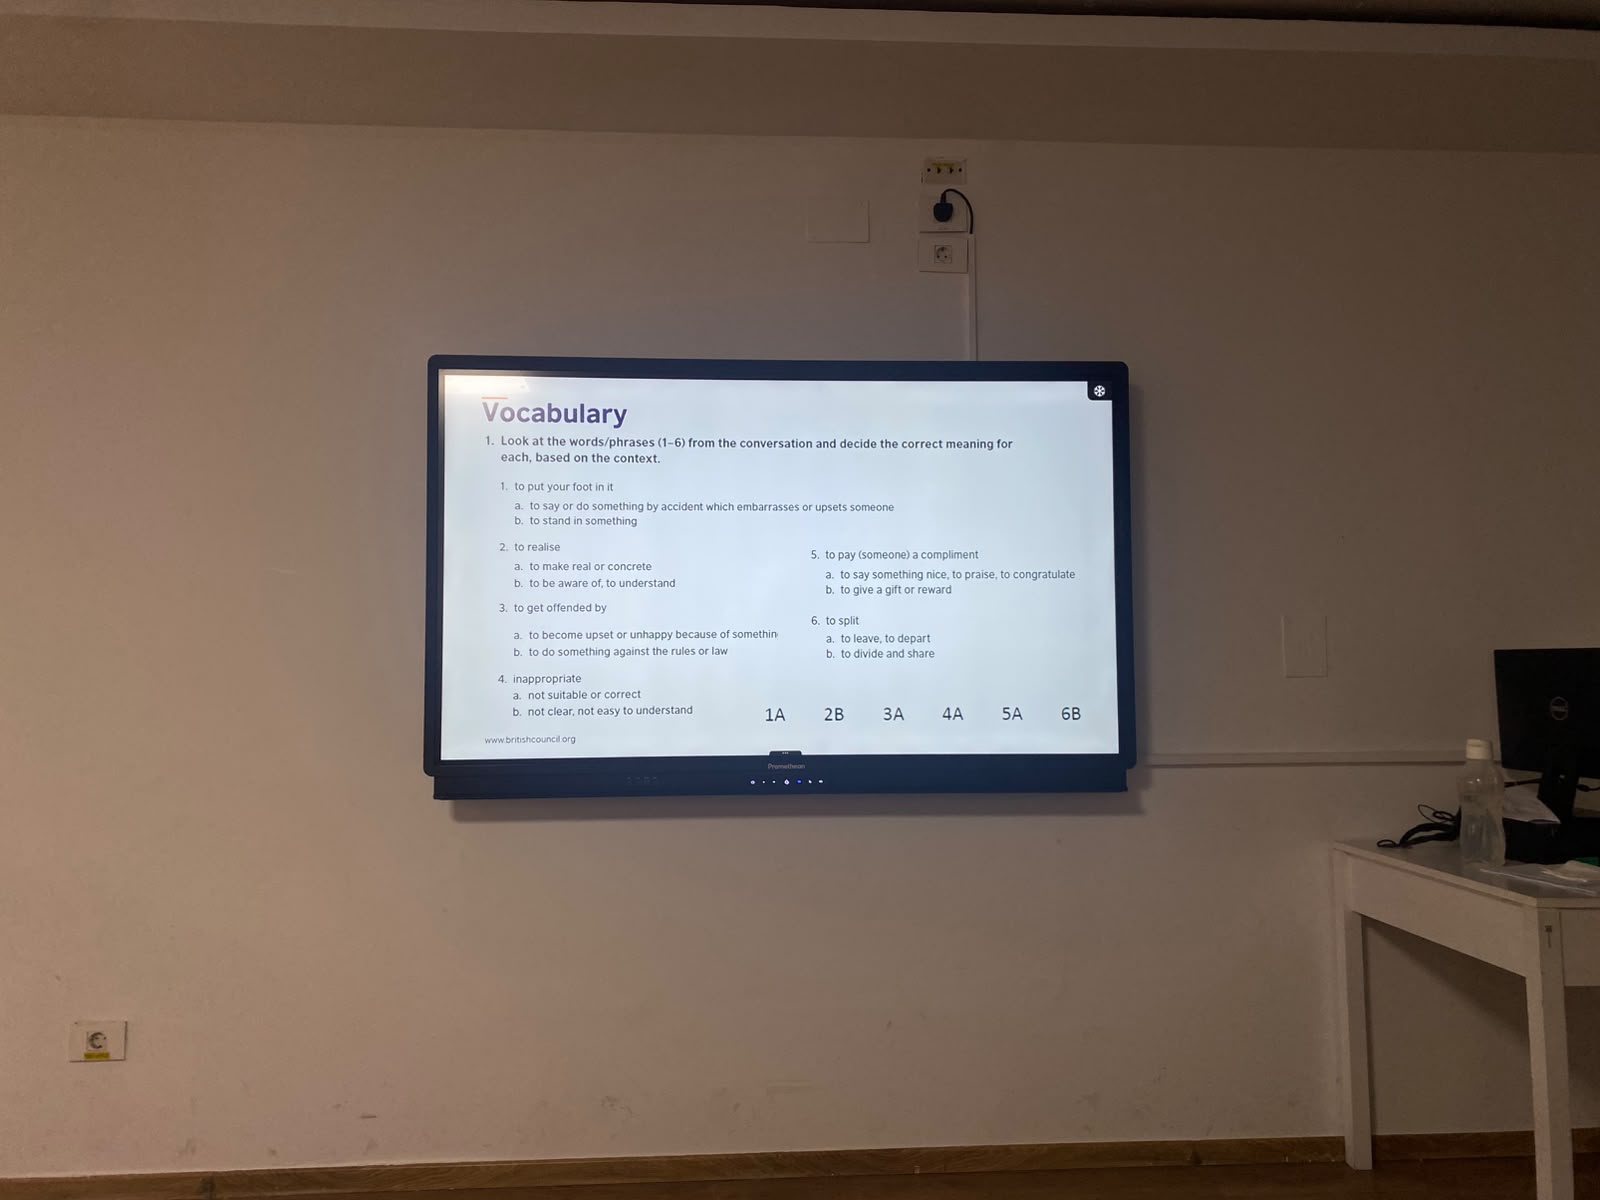 Vocabulary
1. Look at the words/phrases (1–6) from the conversation and decide the correct meaning for
each, based on the context.
1. to put your foot in it
a. to say or do something by accident which embarrasses or upsets someone
b. to stand in something
2. to realise
a. to make real or concrete
b. to be aware of, to understand
3. to get offended by
a. to become upset or unhappy because of somethin
b. to do something against the rules or law
4. inappropriate
a. not suitable or correct
b. not clear, not easy to understand
5. to pay (someone) a compliment
a. to say something nice, to praise, to congratulate
b. to give a gift or reward
6. to split
a. to leave, to depart
b. to divide and share
1A 2B 3A 4A 5A 6B
www.britishcouncil.org
Promethean
DELL